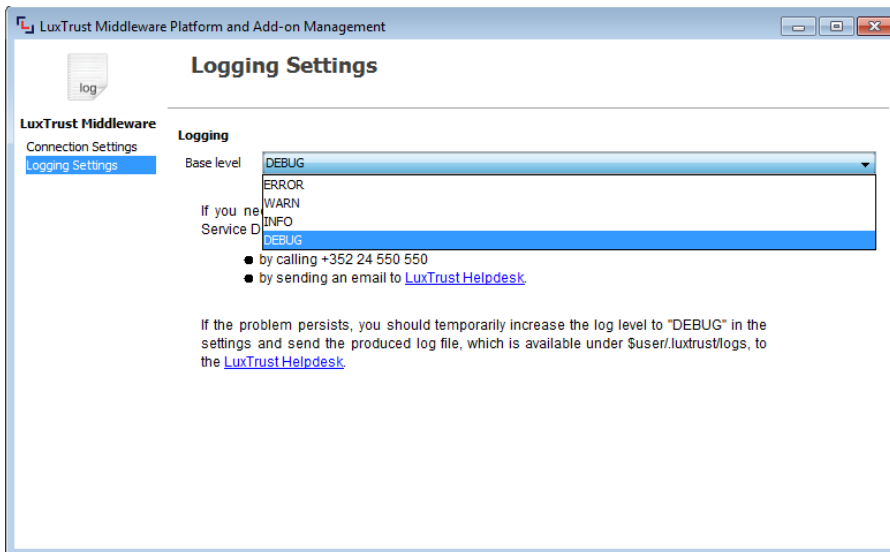 LuxTrust Middleware Platform and Add-on Management
log
Logging Settings
LuxTrust Middleware
Connection Settings
Logging Settings
Logging
Base level DEBUG
ERROR
WARN
INFO
DEBUG
If you
Service
by calling +352 24 550 550
by sending an email to LuxTrust Helpdesk.
If the problem persists, you should temporarily increase the log level to "DEBUG" in the
settings and send the produced log file, which is available under $user/.luxtrust/logs, to
the LuxTrust Helpdesk.